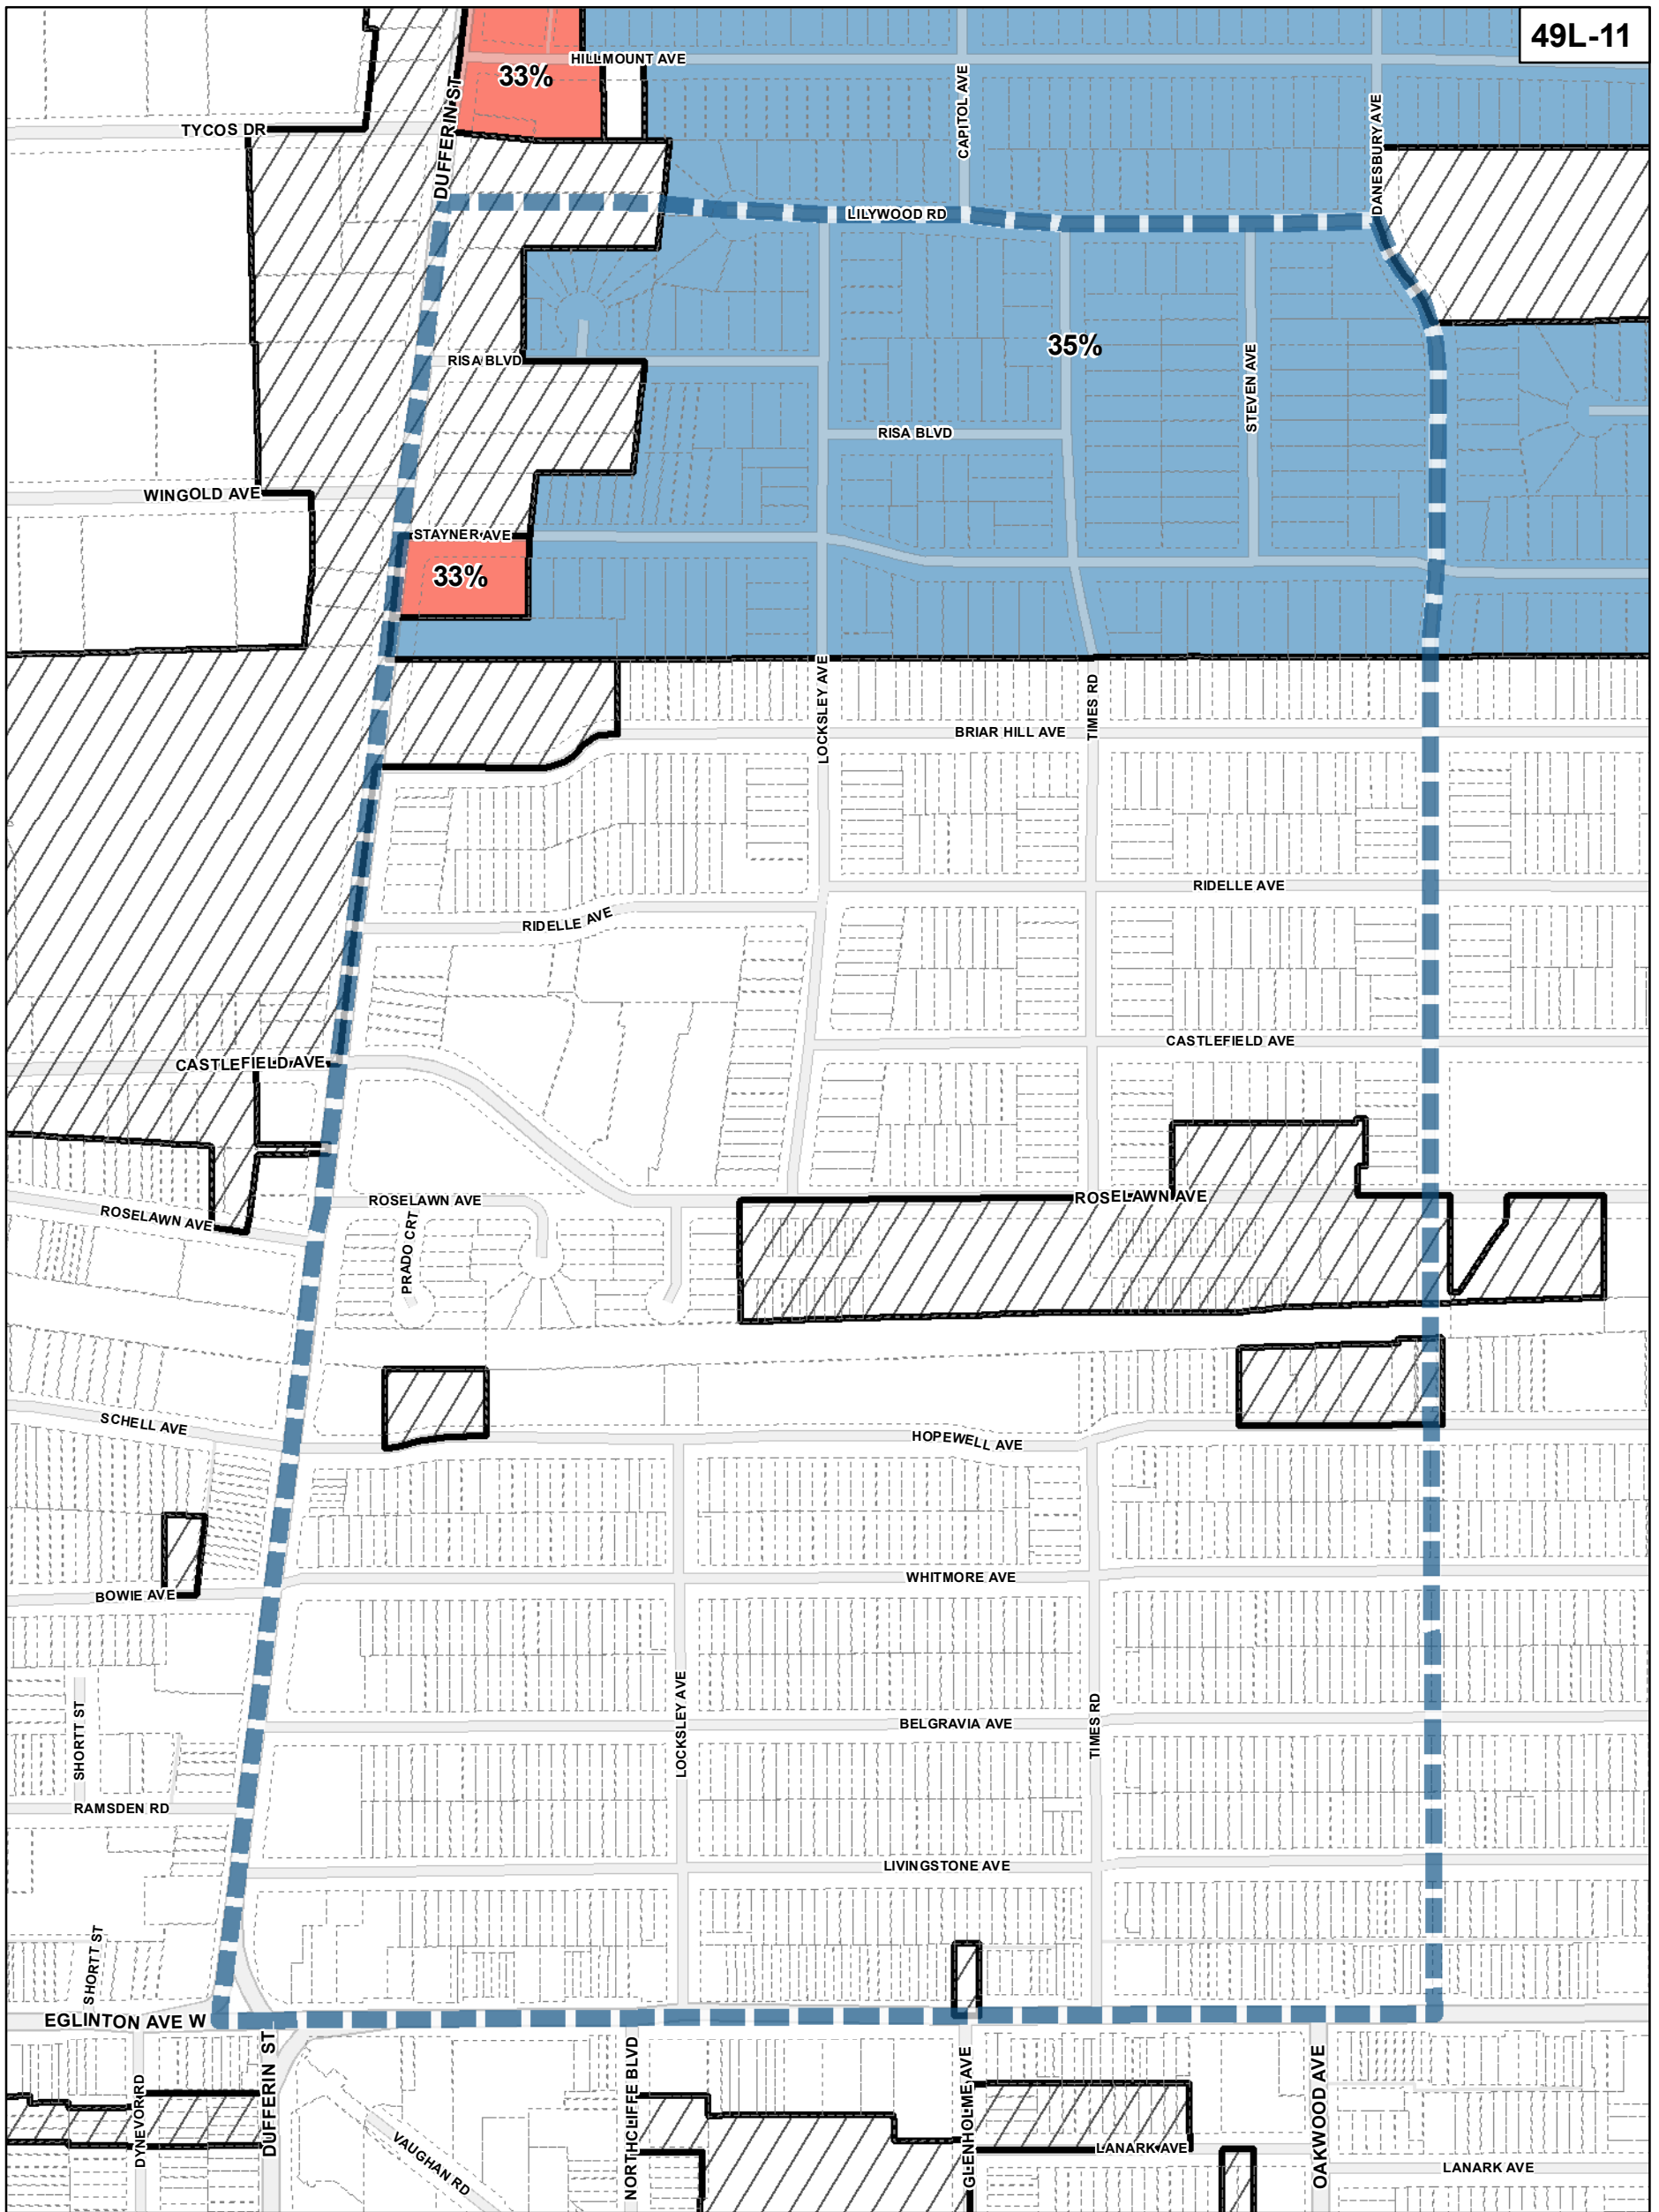 49L-11
HILLMOUNT AVE
33%
TYCOS DR
DUFFERIN ST
CAPITOL AVE
DANESBURY AVE
LILYWOOD RD
35%
RISA BLVD
STEVEN AVE
RISA BLVD
WINGOLD AVE
STAYNER AVE
33%
LOCKSLEY AVE
TIMES RD
BRIAR HILL AVE
RIDELLE AVE
RIDELLE AVE
CASTLEFIELD AVE
CASTLEFIELD AVE
ROSELAWN AVE
ROSELAWN AVE
ROSELAWN AVE
PRADO CRT
SCHELL AVE
HOPEWELL AVE
WHITMORE AVE
BOWIE AVE
SHORTT ST
LOCKSLEY AVE
TIMES RD
BELGRAVIA AVE
RAMSDEN RD
LIVINGSTONE AVE
SHORTT ST
EGLINTON AVE W
DYNEVOR RD
DUFFERIN ST
VAUGHAN RD
NORTHCLIFFE BLVD
GLENHOLME AVE
LANARK AVE
OAKWOOD AVE
LANARK AVE